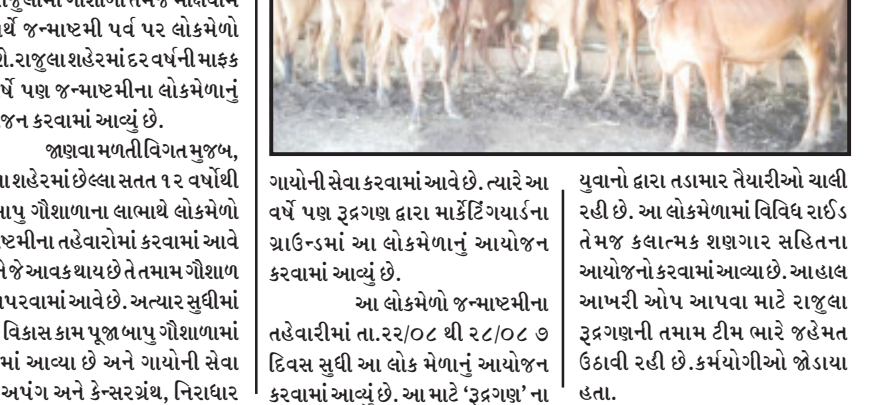 ર્થે જન્માષ્ટમી પર્વ પર લોકમેળો
શે.રાજુલા શહેરમાં દર વર્ષની માફક
ર્ષે પણ જન્માષ્ટમીના લોકમેળાનું
જન કરવામાં આવ્યું છે.
જાણવા મળતી વિગત મુજબ,
ા શહેરમાં છેલ્લા સતત ૧૨ વર્ષોથી
બાપુ ગૌશાળાના લાભાથે લોકમેળો
ષ્ટમીના તહેવારોમાં કરવામાં આવે
ને જે આવક થાય છે તે તમામ ગૌશાળ
ાપરવામાં આવે છે. અત્યાર સુધીમાં
વિકાસ કામ પૂજા બાપુ ગૌશાળામાં
માં આવ્યા છે અને ગાયોની સેવા
અપંગ અને કેન્સરગ્રંથ, નિરાધાર
ગાયોની સેવા કરવામાં આવે છે. ત્યારે આ
વર્ષે પણ રૂદ્રગણ દ્વારા માર્કેટિંગયાર્ડના
ગ્રાઉન્ડમાં આ લોકમેળાનું આયોજન
કરવામાં આવ્યું છે.
આ લોકમેળો જન્માષ્ટમીના
તહેવારીમાં તા.૨૨/૦૮ થી ૨૮/૦૮ ૭
દિવસ સુધી આ લોક મેળાનું આયોજન
કરવામાં આવ્યું છે. આ માટે ‘રૂદ્રગણ’ ના
યુવાનો દ્વારા તડામાર તૈયારીઓ ચાલી
રહી છે. આ લોકમેળામાં વિવિધ રાઈડ
તેમજ કલાત્મક શણગાર સહિતના
આયોજનો કરવામાં આવ્યા છે. આ હાલ
આખરી ઓપ આપવા માટે રાજુલા
રૂદ્રગણની તમામ ટીમ ભારે જહેમત
ઉઠાવી રહી છે.કર્મયોગીઓ જોડાયા
હતા.